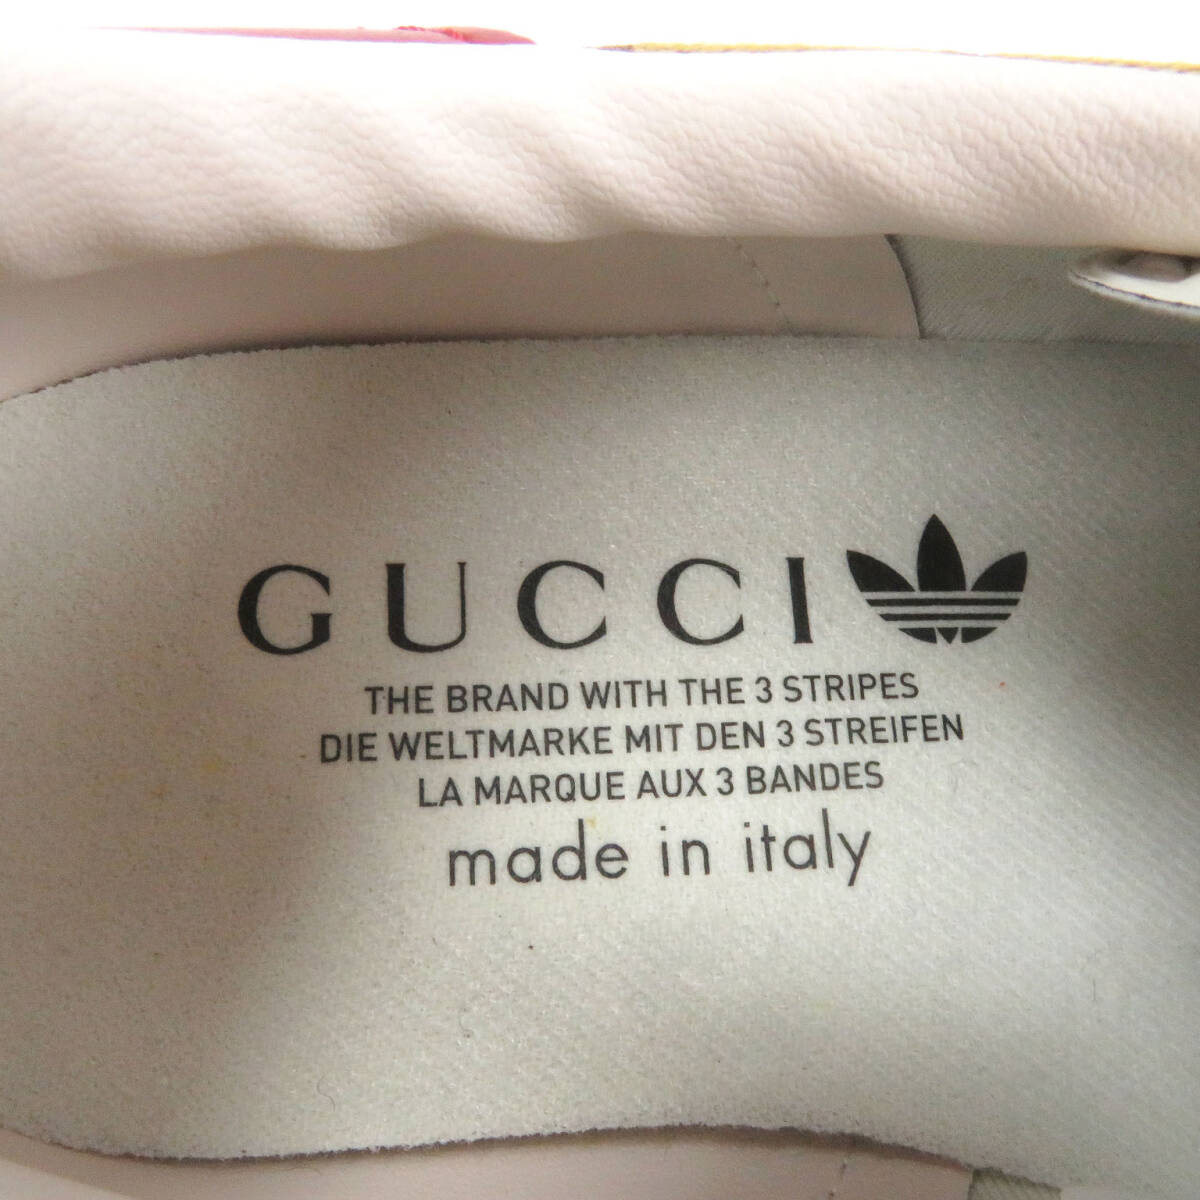 GUCCI
THE BRAND WITH THE 3 STRIPES
DIE WELTMARKE MIT DEN 3 STREIFEN
LA MARQUE AUX 3 BANDES
made in italy